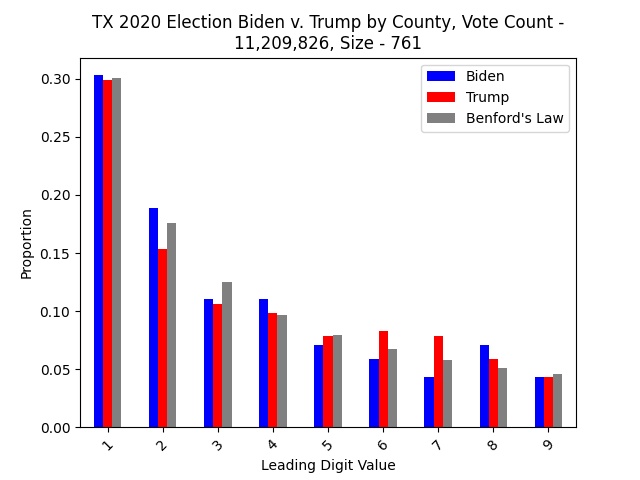 TX 2020 Election Biden v. Trump by County, Vote Count -
11,209,826, Size - 761
Biden
Trump
Benford's Law
0.30
0.25
0.20
0.15
0.10
0.05
0.00
Proportion
1 2 3 4 5 6 7 8 9
Leading Digit Value